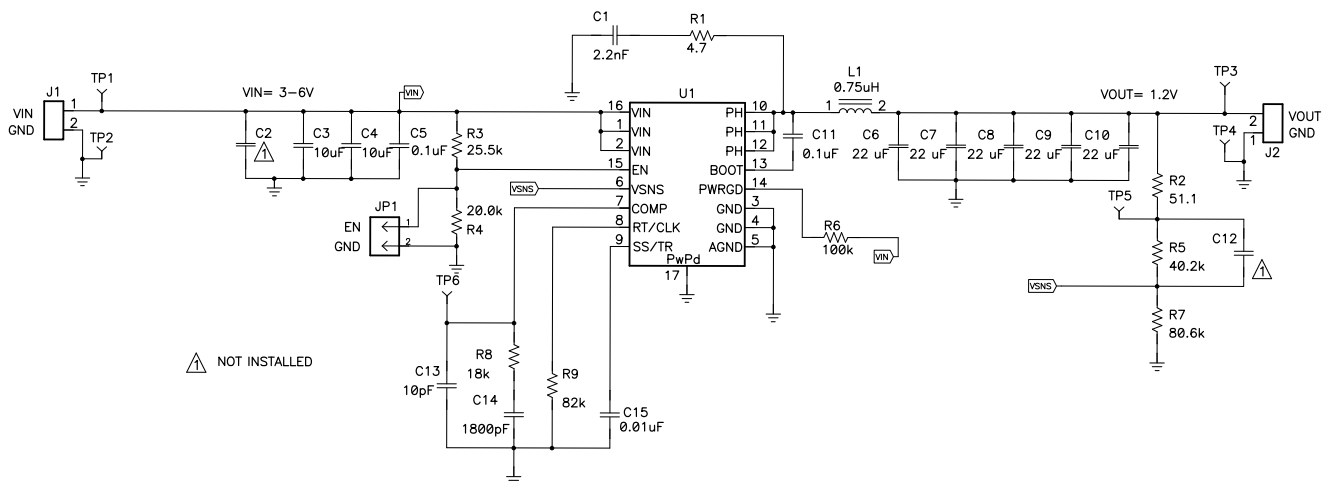 C1
2.2nF
R1
4.7
J1
VIN 1
GND 2
TP1
TP2
VIN= 3-6V
VIN
C2
1
C3
10uF
C4
10uF
C5
0.1uF
R3
25.5k
20.0k
R4
JP1
EN 1
GND 2
VSNS
U1
16 VIN
1 VIN
2 VIN
15 EN
6 VSNS
7 COMP
8 RT/CLK
9 SS/TR
PwPd
17
PH 10
PH 11
PH 12
BOOT 13
PWRGD 14
GND 3
GND 4
AGND 5
C11
0.1uF
L1
0.75uH
1 2
C6
22 uF
C7
22 uF
C8
22 uF
C9
22 uF
C10
22 uF
VOUT= 1.2V
TP3
TP4
2 VOUT
1 GND
J2
R6
100k
VIN
R2
51.1
TP5
R5
40.2k
C12
1
VSNS
R7
80.6k
TP6
C13
10pF
R8
18k
C14
1800pF
R9
82k
C15
0.01uF
1 NOT INSTALLED